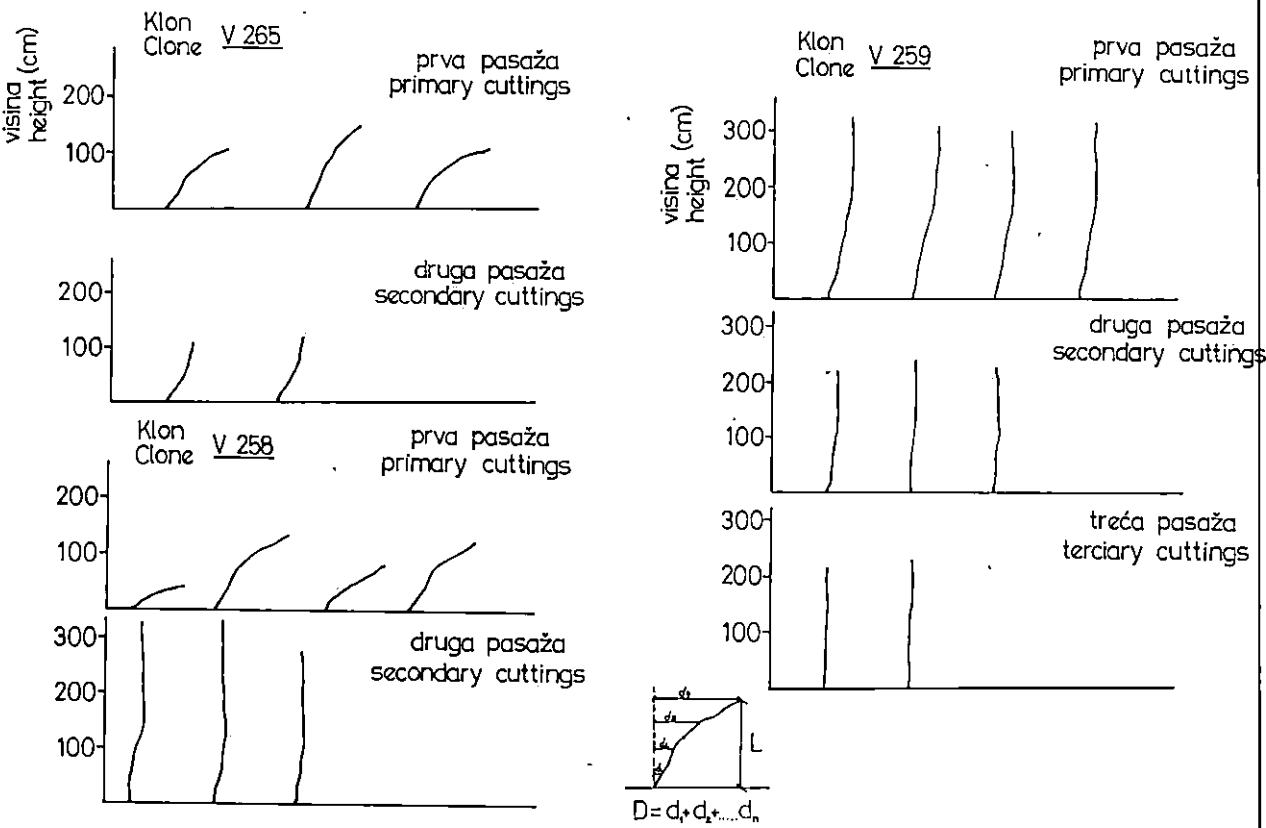 Klon
Clone V 265
prva pasaža
primary cuttings
visina
height (cm)
200
100
druga pasaža
secondary cuttings
200
100
Klon
Clone V 258
prva pasaža
primary cuttings
200
100
druga pasaža
secondary cuttings
300
200
100
Klon
Clone V 259
prva pasaža
primary cuttings
visina
height (cm)
300
200
100
druga pasaža
secondary cuttings
300
200
100
treća pasaža
terciary cuttings
300
200
100
L
D=d₁+d₂+.....dₙ